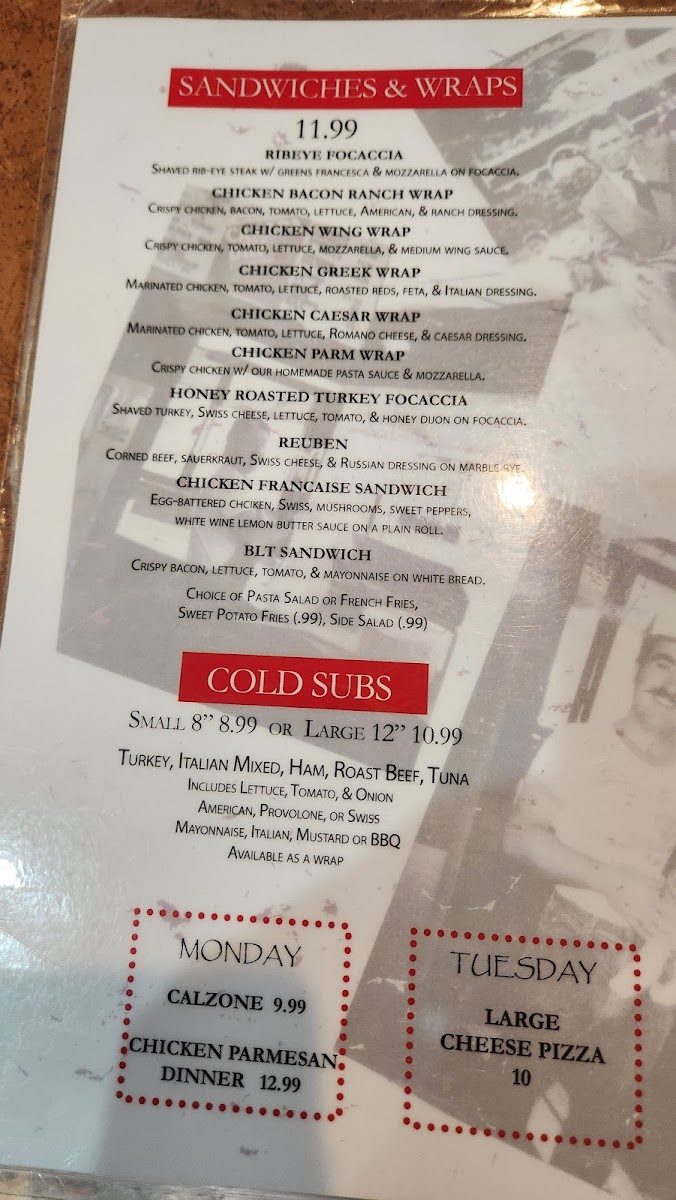 SANDWICHES & WRAPS
11.99
RIBEYE FOCACCIA
SHAVED RIB-EYE STEAK W/ GREENS FRANCESCA & MOZZARELLA ON FOCACCIA.
CHICKEN BACON RANCH WRAP
CRISPY CHICKEN, BACON, TOMATO, LETTUCE, AMERICAN, & RANCH DRESSING.
CHICKEN WING WRAP
CRISPY CHICKEN, TOMATO, LETTUCE, MOZZARELLA, & MEDIUM WING SAUCE.
CHICKEN GREEK WRAP
MARINATED CHICKEN, TOMATO, LETTUCE, ROASTED REDS, FETA, & ITALIAN DRESSING.
CHICKEN CAESAR WRAP
MARINATED CHICKEN, TOMATO, LETTUCE, ROMANO CHEESE, & CAESAR DRESSING.
CHICKEN PARM WRAP
CRISPY CHICKEN W/ OUR HOMEMADE PASTA SAUCE & MOZZARELLA.
HONEY ROASTED TURKEY FOCACCIA
SHAVED TURKEY, SWISS CHEESE, LETTUCE, TOMATO, & HONEY DIJON ON FOCACCIA.
REUBEN
CORNED BEEF, SAUERKRAUT, SWISS CHEESE, & RUSSIAN DRESSING ON MARBLE RYE.
CHICKEN FRANCAISE SANDWICH
EGG-BATTERED CHCIKEN, SWISS, MUSHROOMS, SWEET PEPPERS,
WHITE WINE LEMON BUTTER SAUCE ON A PLAIN ROLL.
BLT SANDWICH
CRISPY BACON, LETTUCE, TOMATO, & MAYONNAISE ON WHITE BREAD.
CHOICE OF PASTA SALAD OR FRENCH FRIES,
SWEET POTATO FRIES (.99), SIDE SALAD (.99)
COLD SUBS
SMALL 8” 8.99 OR LARGE 12” 10.99
TURKEY, ITALIAN MIXED, HAM, ROAST BEEF, TUNA
INCLUDES LETTUCE, TOMATO, & ONION
AMERICAN, PROVOLONE, OR SWISS
MAYONNAISE, ITALIAN, MUSTARD OR BBQ
AVAILABLE AS A WRAP
MONDAY
CALZONE 9.99
CHICKEN PARMESAN
DINNER 12.99
TUESDAY
LARGE
CHEESE PIZZA
10